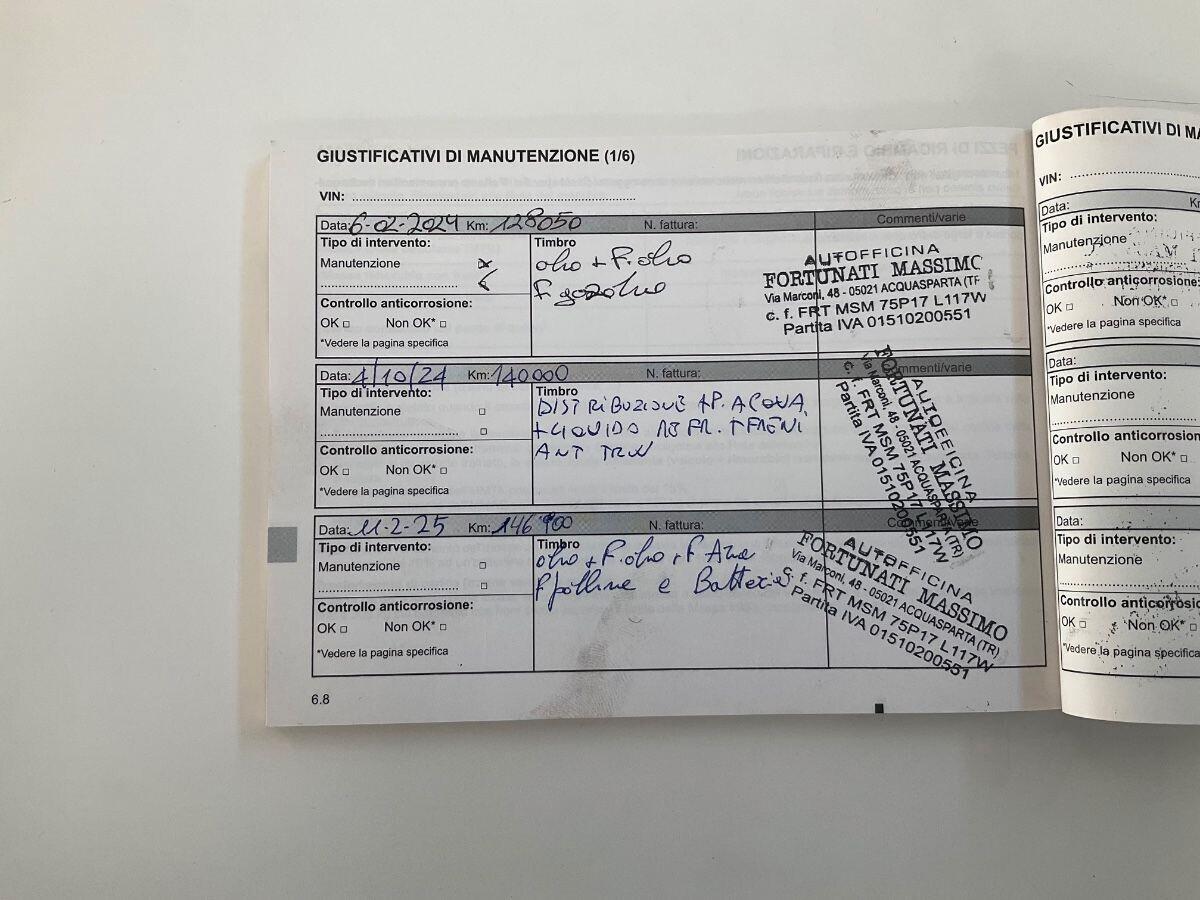 GIUSTIFICATIVI DI MANUTENZIONE (1/6)
VIN:
Data: 6-02-2024 Km: 128050 N. fattura: Commenti/varie
Tipo di intervento:
Manutenzione
Controllo anticorrosione:
OK □ Non OK* □
*Vedere la pagina specifica
Timbro
olio + F. olio
F gasolio
AUTOFFICINA
FORTUNATI MASSIMO
Via Marconi, 48 - 05021 ACQUASPARTA (TR
c. f. FRT MSM 75P17 L117W
Partita IVA 01510200551
Data: 4/10/24 Km: 140000 N. fattura: Commenti/varie
Tipo di intervento:
Manutenzione □
□
Controllo anticorrosione:
OK □ Non OK* □
*Vedere la pagina specifica
Timbro
DISTRIBUZIONE +P. ACQUA
+ LIQUIDO REFR. + FRENI
ANT TRW
AUTOFFICINA
FORTUNATI MASSIMO
Via Marconi, 48 - 05021 ACQUASPARTA (TR)
c. f. FRT MSM 75P17 L117W
Partita IVA 01510200551
Data: 11-2-25 Km: 146900 N. fattura: Commenti/varie
Tipo di intervento:
Manutenzione □
□
Controllo anticorrosione:
OK □ Non OK* □
*Vedere la pagina specifica
Timbro
olio + F. olio + F Aria
F polline e Batteria
AUTOFFICINA
FORTUNATI MASSIMO
Via Marconi, 48 - 05021 ACQUASPARTA (TR)
c. f. FRT MSM 75P17 L117W
Partita IVA 01510200551
6.8
GIUSTIFICATIVI DI MA
VIN:
Data: K
Tipo di intervento:
Manutenzione
Controllo anticorrosione:
OK □ Non OK* □
*Vedere la pagina specifica
Data:
Tipo di intervento:
Manutenzione
Controllo anticorrosione:
OK □ Non OK* □
*Vedere la pagina specifica
Data:
Tipo di intervento:
Manutenzione
Controllo anticorrosio
OK □ Non OK* □
*Vedere la pagina specifica